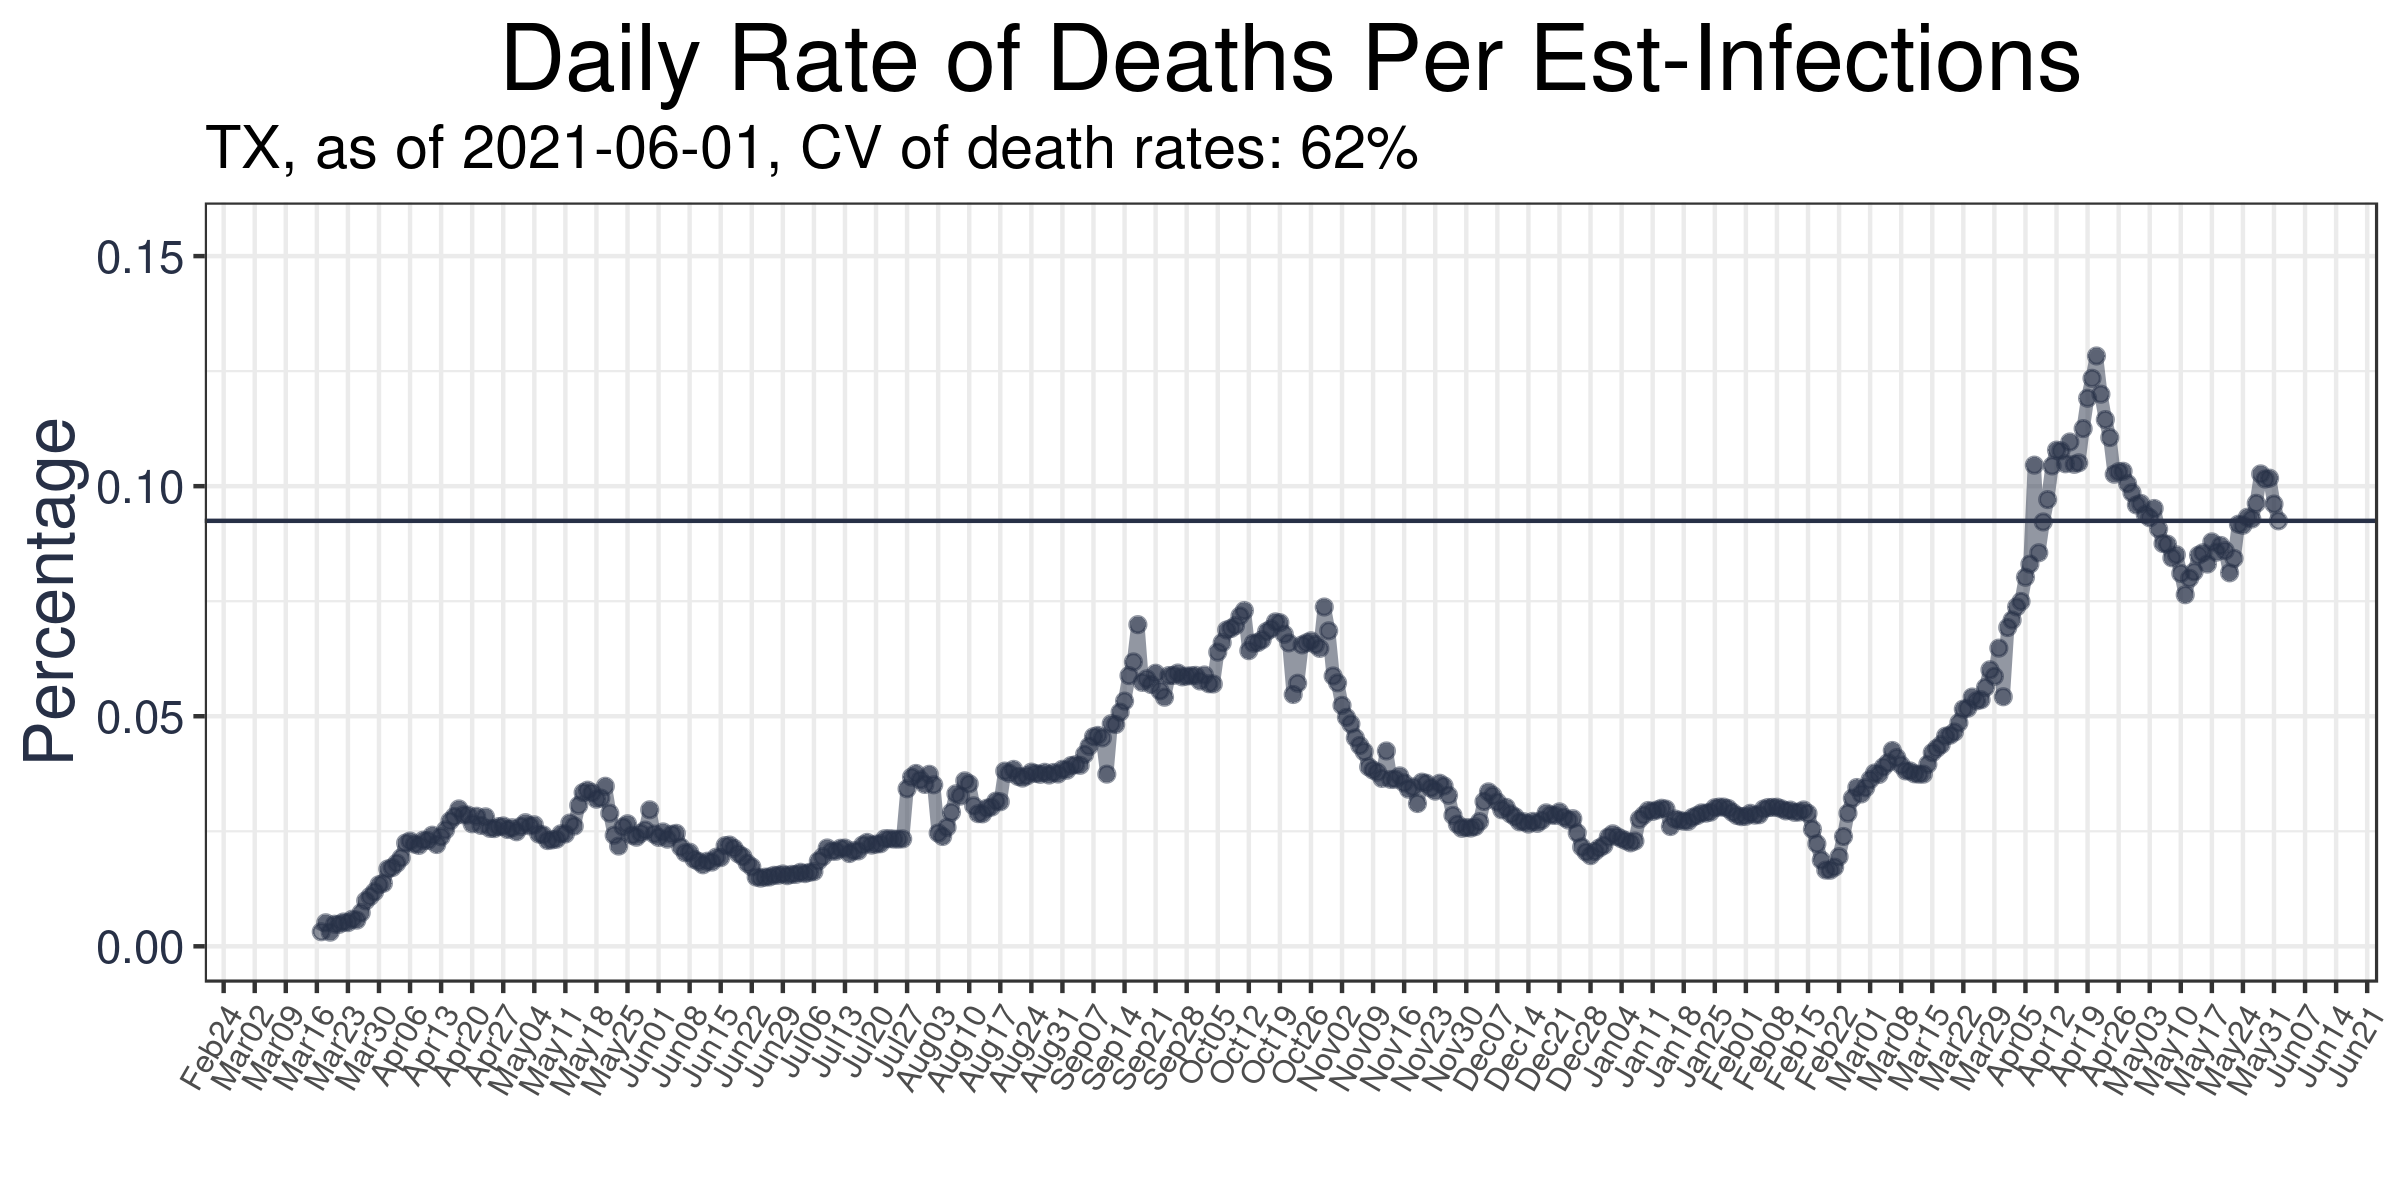 Daily Rate of Deaths Per Est-Infections
TX, as of 2021-06-01, CV of death rates: 62%
Percentage
0.15
0.10
0.05
0.00
Feb24
Mar02
Mar09
Mar16
Mar23
Mar30
Apr06
Apr13
Apr20
Apr27
May04
May11
May18
May25
Jun01
Jun08
Jun15
Jun22
Jun29
Jul06
Jul13
Jul20
Jul27
Aug03
Aug10
Aug17
Aug24
Aug31
Sep07
Sep14
Sep21
Sep28
Oct05
Oct12
Oct19
Oct26
Nov02
Nov09
Nov16
Nov23
Nov30
Dec07
Dec14
Dec21
Dec28
Jan04
Jan11
Jan18
Jan25
Feb01
Feb08
Feb15
Feb22
Mar01
Mar08
Mar15
Mar22
Mar29
Apr05
Apr12
Apr19
Apr26
May03
May10
May17
May24
May31
Jun07
Jun14
Jun21